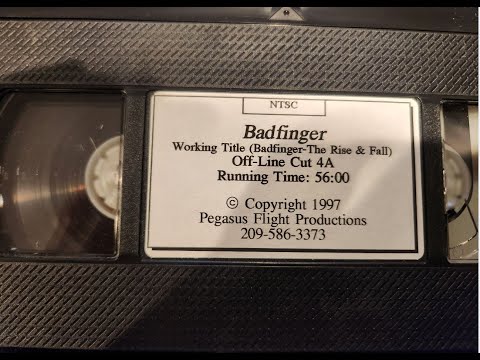 NTSC
Badfinger
Working Title (Badfinger-The Rise & Fall)
Off-Line Cut 4A
Running Time: 56:00
© Copyright 1997
Pegasus Flight Productions
209-586-3373